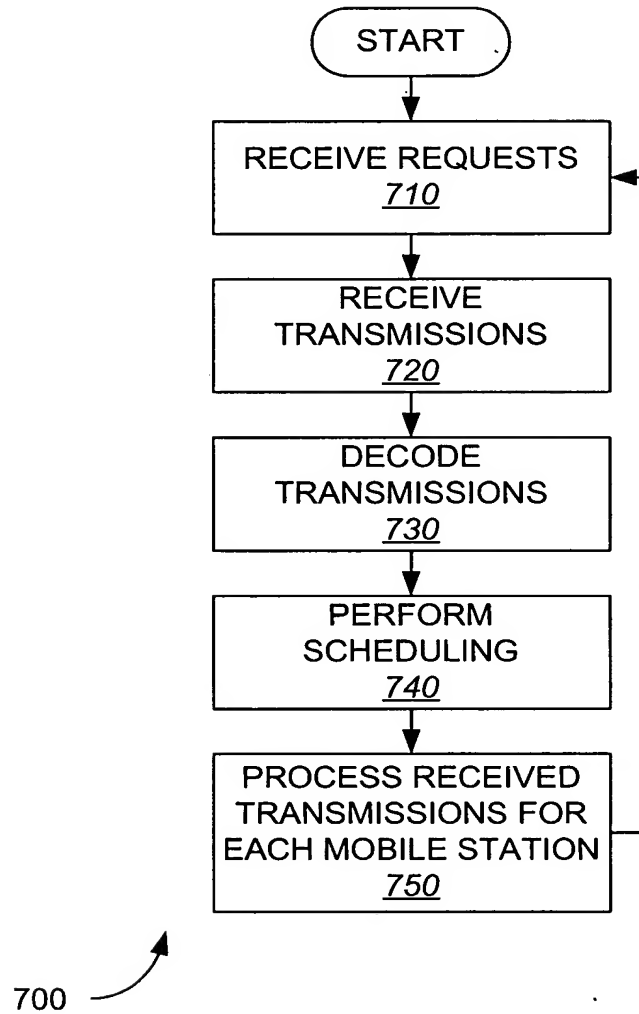 START
RECEIVE REQUESTS
710
RECEIVE
TRANSMISSIONS
720
DECODE
TRANSMISSIONS
730
PERFORM
SCHEDULING
740
PROCESS RECEIVED
TRANSMISSIONS FOR
EACH MOBILE STATION
750
700